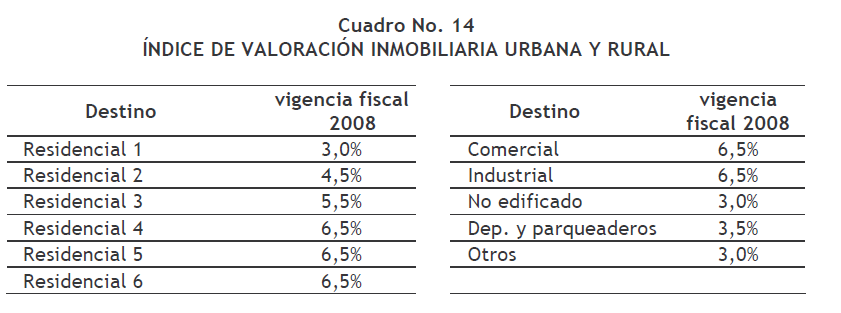 Cuadro No. 14
ÍNDICE DE VALORACIÓN INMOBILIARIA URBANA Y RURAL
Destino vigencia fiscal 2008
Residencial 1 3,0%
Residencial 2 4,5%
Residencial 3 5,5%
Residencial 4 6,5%
Residencial 5 6,5%
Residencial 6 6,5%
Destino vigencia fiscal 2008
Comercial 6,5%
Industrial 6,5%
No edificado 3,0%
Dep. y parqueaderos 3,5%
Otros 3,0%